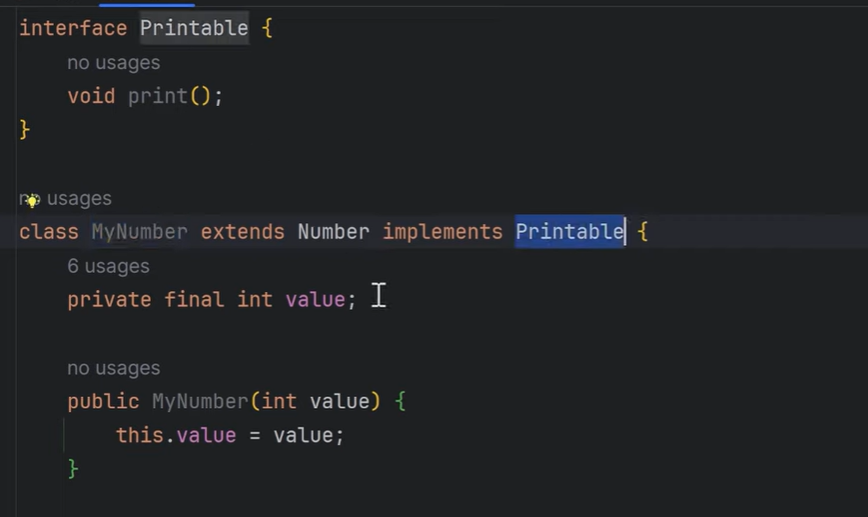 interface Printable {
no usages
void print();
}
no usages
class MyNumber extends Number implements Printable {
6 usages
private final int value;
no usages
public MyNumber(int value) {
this.value = value;
}